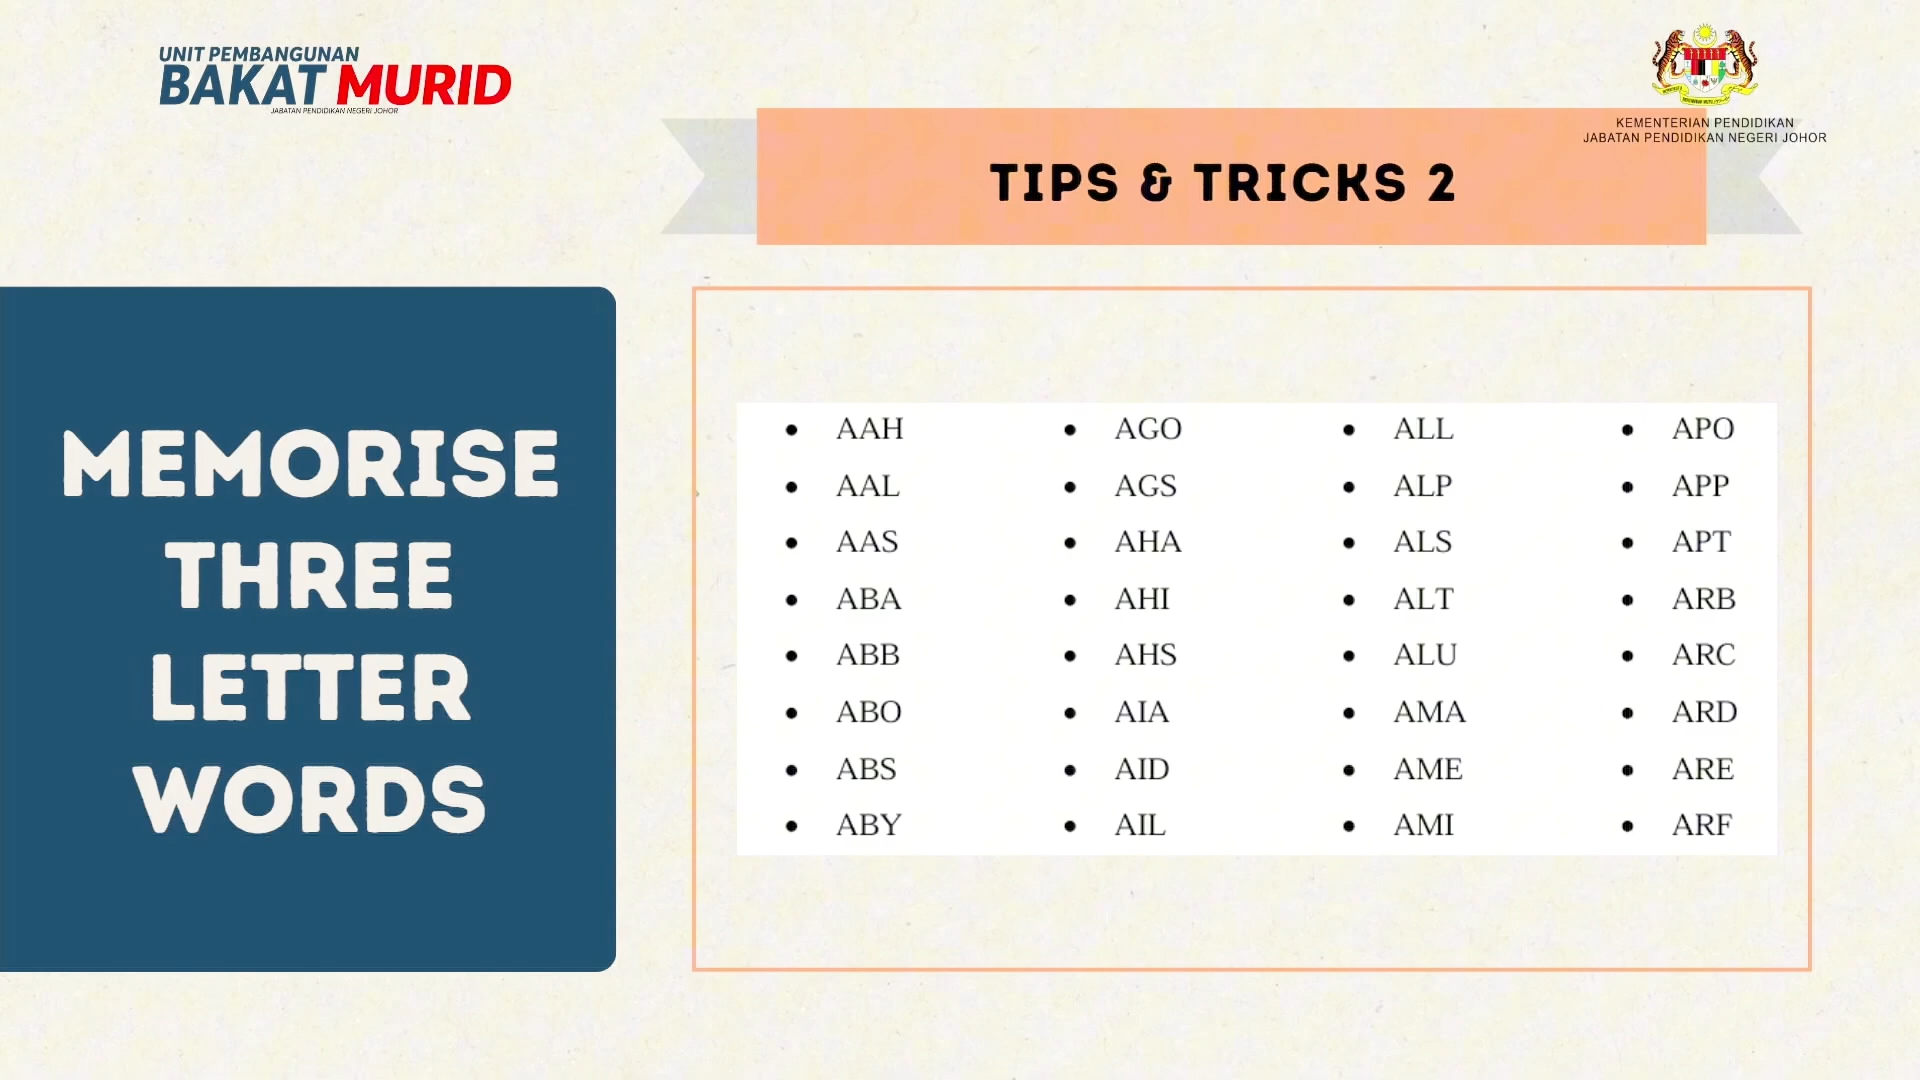 UNIT PEMBANGUNAN
BAKAT MURID
JABATAN PENDIDIKAN NEGERI JOHOR
KEMENTERIAN PENDIDIKAN
JABATAN PENDIDIKAN NEGERI JOHOR
TIPS & TRICKS 2
MEMORISE
THREE
LETTER
WORDS
• AAH
• AAL
• AAS
• ABA
• ABB
• ABO
• ABS
• ABY
• AGO
• AGS
• AHA
• AHI
• AHS
• AIA
• AID
• AIL
• ALL
• ALP
• ALS
• ALT
• ALU
• AMA
• AME
• AMI
• APO
• APP
• APT
• ARB
• ARC
• ARD
• ARE
• ARF